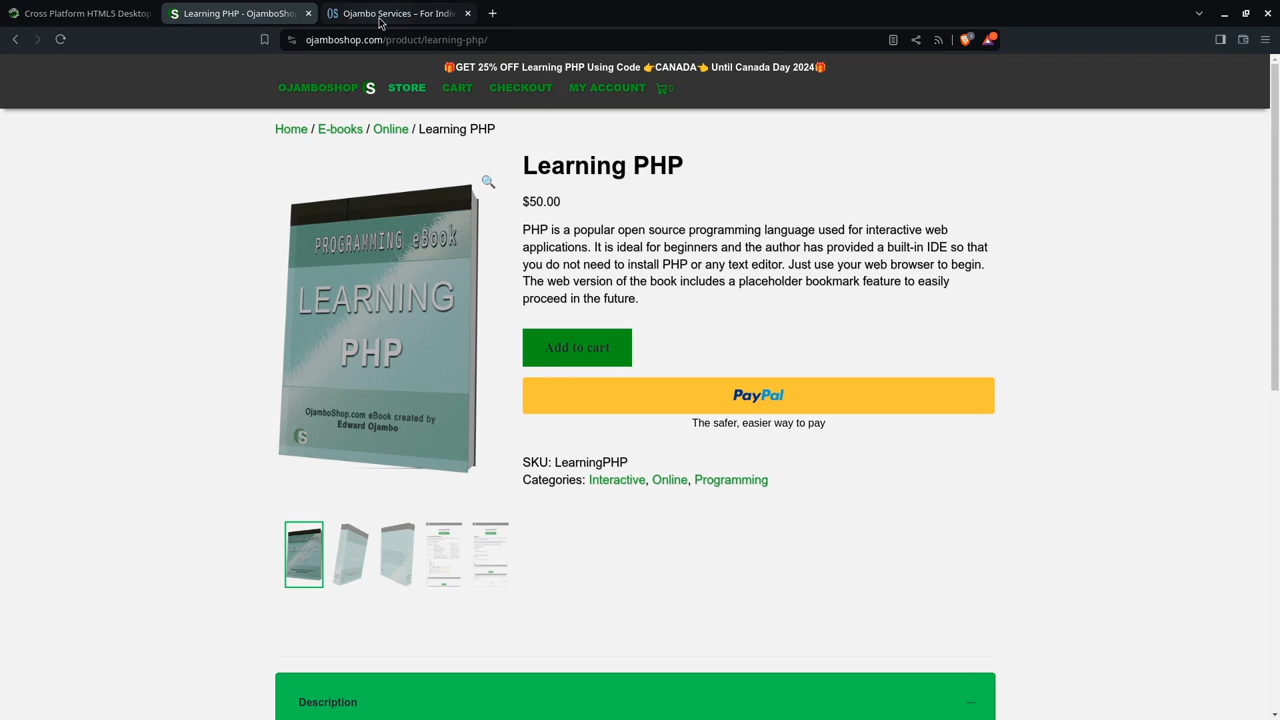 Cross Platform HTML5 Desktop
Learning PHP - OjamboShop
Ojambo Services – For Indiv
ojamboshop.com/product/learning-php/
🎁GET 25% OFF Learning PHP Using Code 👉CANADA👈 Until Canada Day 2024🎁
OJAMBOSHOP S STORE CART CHECKOUT MY ACCOUNT 0
Home / E-books / Online / Learning PHP
Learning PHP
$50.00
PHP is a popular open source programming language used for interactive web
applications. It is ideal for beginners and the author has provided a built-in IDE so that
you do not need to install PHP or any text editor. Just use your web browser to begin.
The web version of the book includes a placeholder bookmark feature to easily
proceed in the future.
PROGRAMMING eBook
LEARNING
PHP
OjamboShop.com eBook created by
Edward Ojambo
Add to cart
PayPal
The safer, easier way to pay
SKU: LearningPHP
Categories: Interactive, Online, Programming
Description